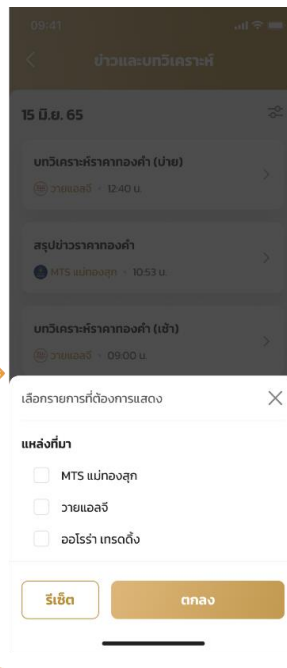 09:41
ข่าวและบทวิเคราะห์
15 มิ.ย. 65
บทวิเคราะห์ราคาทองคำ (บ่าย)
วายแอลจี • 12:40 น.
สรุปข่าวราคาทองคำ
MTS แม่ทองสุก • 10:53 น.
บทวิเคราะห์ราคาทองคำ (เช้า)
วายแอลจี • 09:00 น.
เลือกรายการที่ต้องการแสดง
แหล่งที่มา
MTS แม่ทองสุก
วายแอลจี
ออโรร่า เทรดดิ้ง
รีเซ็ต
ตกลง